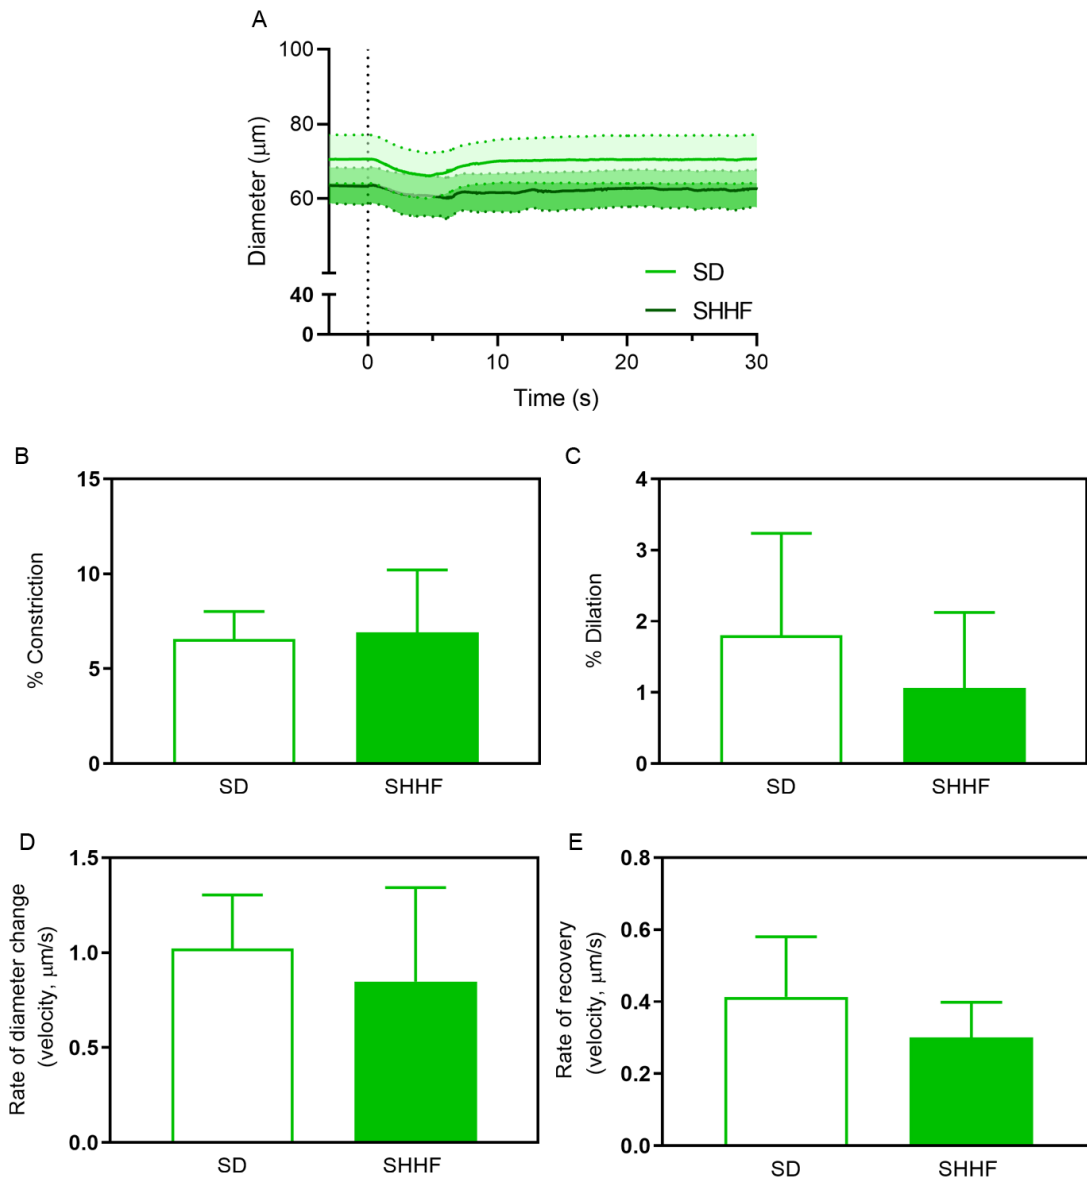 A
Diameter (μm)
100
80
60
40
0
SD
SHHF
0
10
20
30
Time (s)
B
% Constriction
15
10
5
0
SD
SHHF
C
% Dilation
4
3
2
1
0
SD
SHHF
D
Rate of diameter change
(velocity, μm/s)
1.5
1.0
0.5
0.0
SD
SHHF
E
Rate of recovery
(velocity, μm/s)
0.8
0.6
0.4
0.2
0.0
SD
SHHF